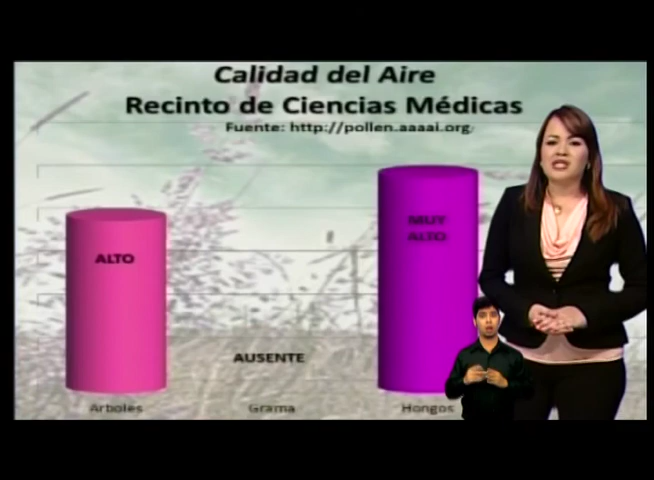 Calidad del Aire
Recinto de Ciencias Médicas
Fuente: http://pollen.aaaai.org/
MUY
ALTO
ALTO
AUSENTE
Arboles Grama Hongos